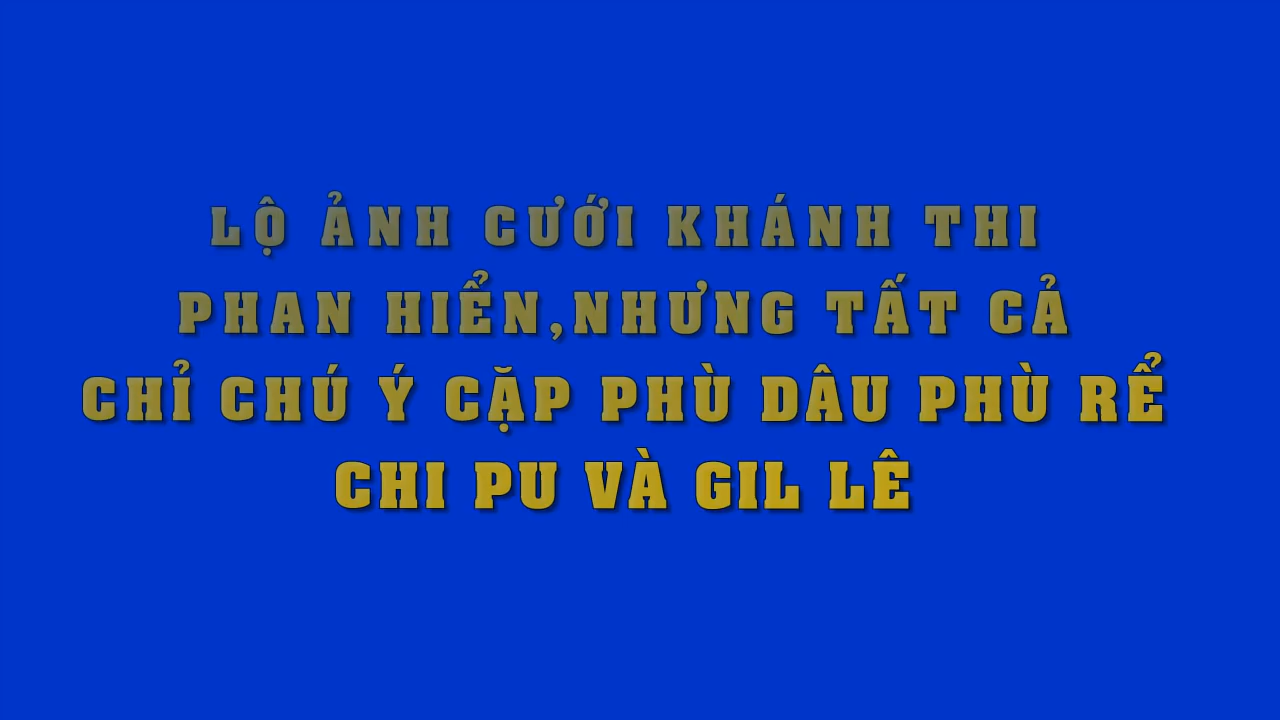 LỘ ẢNH CƯỚI KHÁNH THI
PHAN HIỂN,NHƯNG TẤT CẢ
CHỈ CHÚ Ý CẶP PHÙ DÂU PHÙ RỂ
CHI PU VÀ GIL LÊ